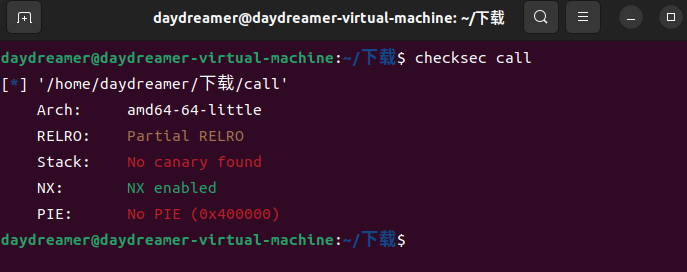 daydreamer@daydreamer-virtual-machine: ~/下载
daydreamer@daydreamer-virtual-machine:~/下载$ checksec call
[*] '/home/daydreamer/下载/call'
Arch: amd64-64-little
RELRO: Partial RELRO
Stack: No canary found
NX: NX enabled
PIE: No PIE (0x400000)
daydreamer@daydreamer-virtual-machine:~/下载$